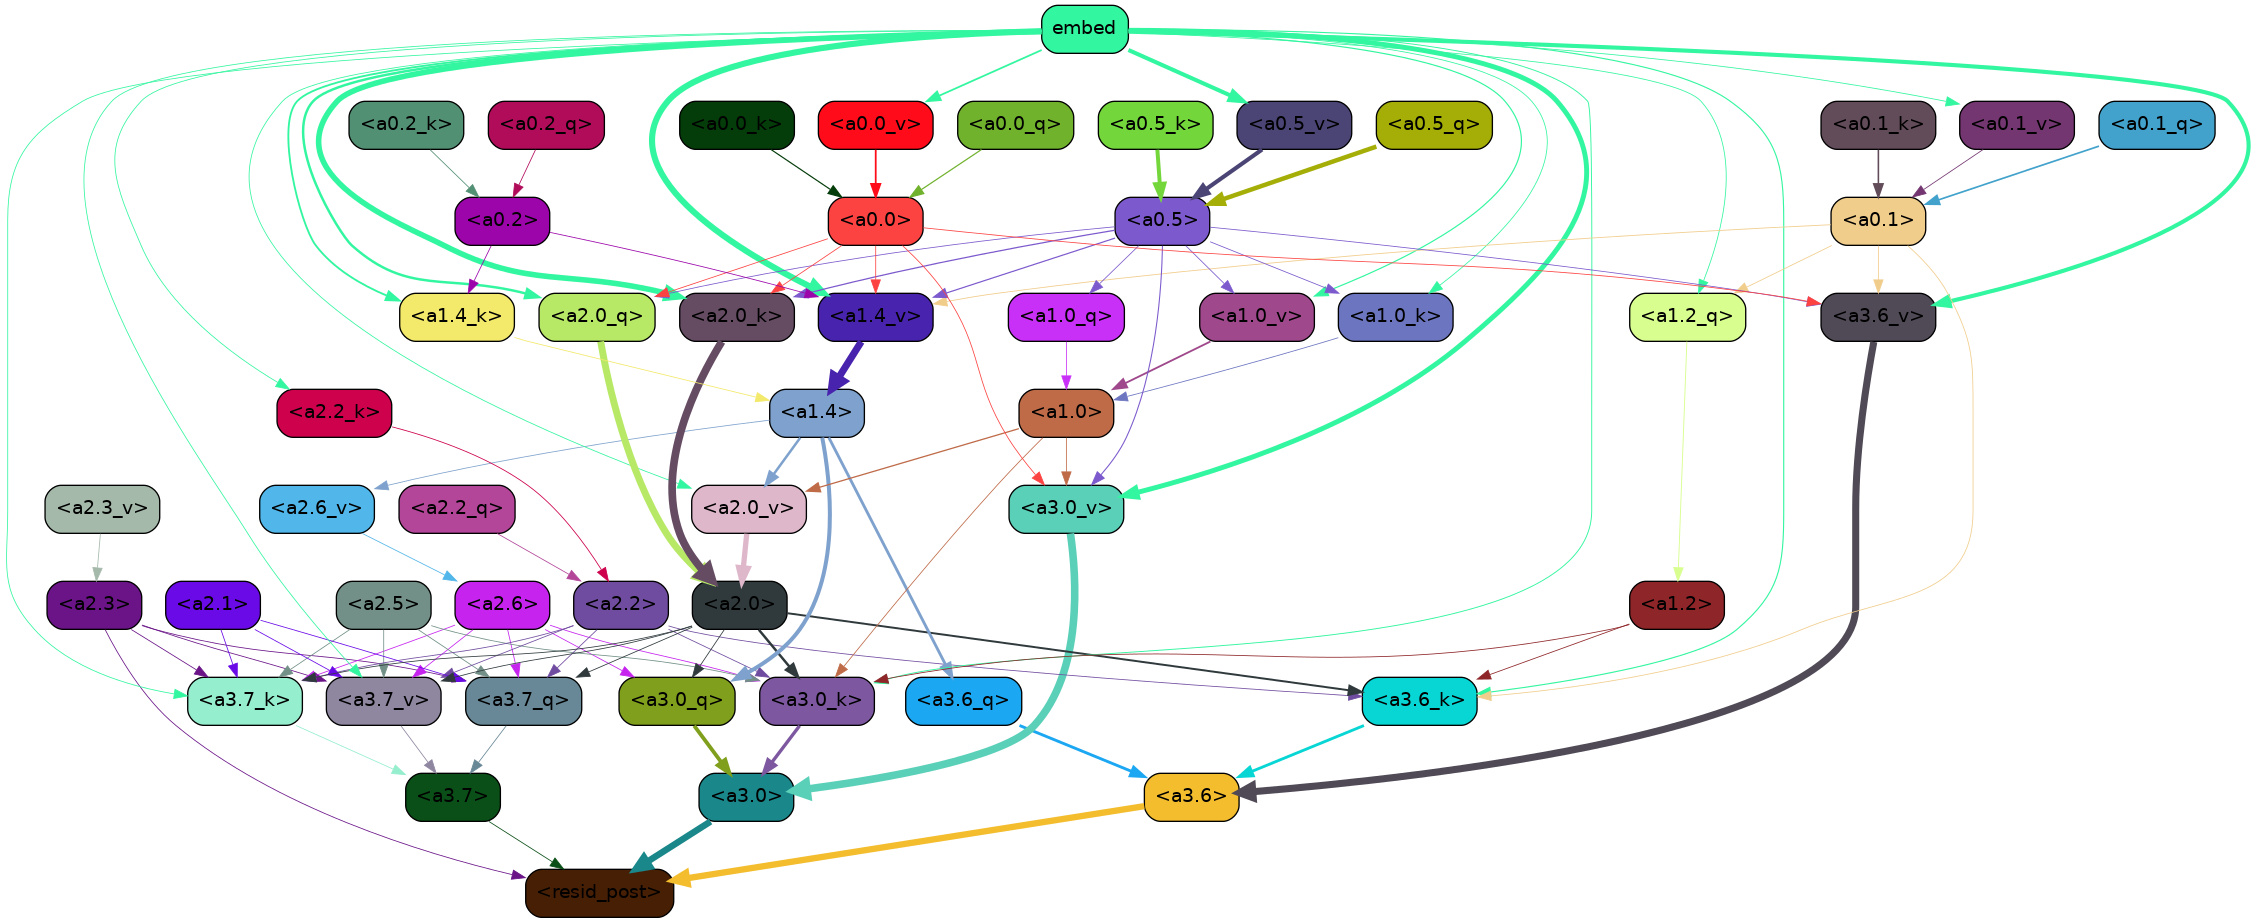 embed
<a0.2_k>
<a0.2_q>
<a0.0_k>
<a0.0_v>
<a0.0_q>
<a0.5_k>
<a0.5_v>
<a0.5_q>
<a0.1_k>
<a0.1_v>
<a0.1_q>
<a0.2>
<a0.0>
<a0.5>
<a0.1>
<a1.4_k>
<a2.0_q>
<a2.0_k>
<a1.4_v>
<a1.0_q>
<a1.0_v>
<a1.0_k>
<a1.2_q>
<a3.6_v>
<a2.2_k>
<a1.4>
<a1.0>
<a2.3_v>
<a2.6_v>
<a2.2_q>
<a2.0_v>
<a3.0_v>
<a2.3>
<a2.1>
<a2.5>
<a2.6>
<a2.2>
<a2.0>
<a1.2>
<a3.7_k>
<a3.7_v>
<a3.7_q>
<a3.0_q>
<a3.0_k>
<a3.6_q>
<a3.6_k>
<a3.7>
<a3.0>
<a3.6>
<resid_post>